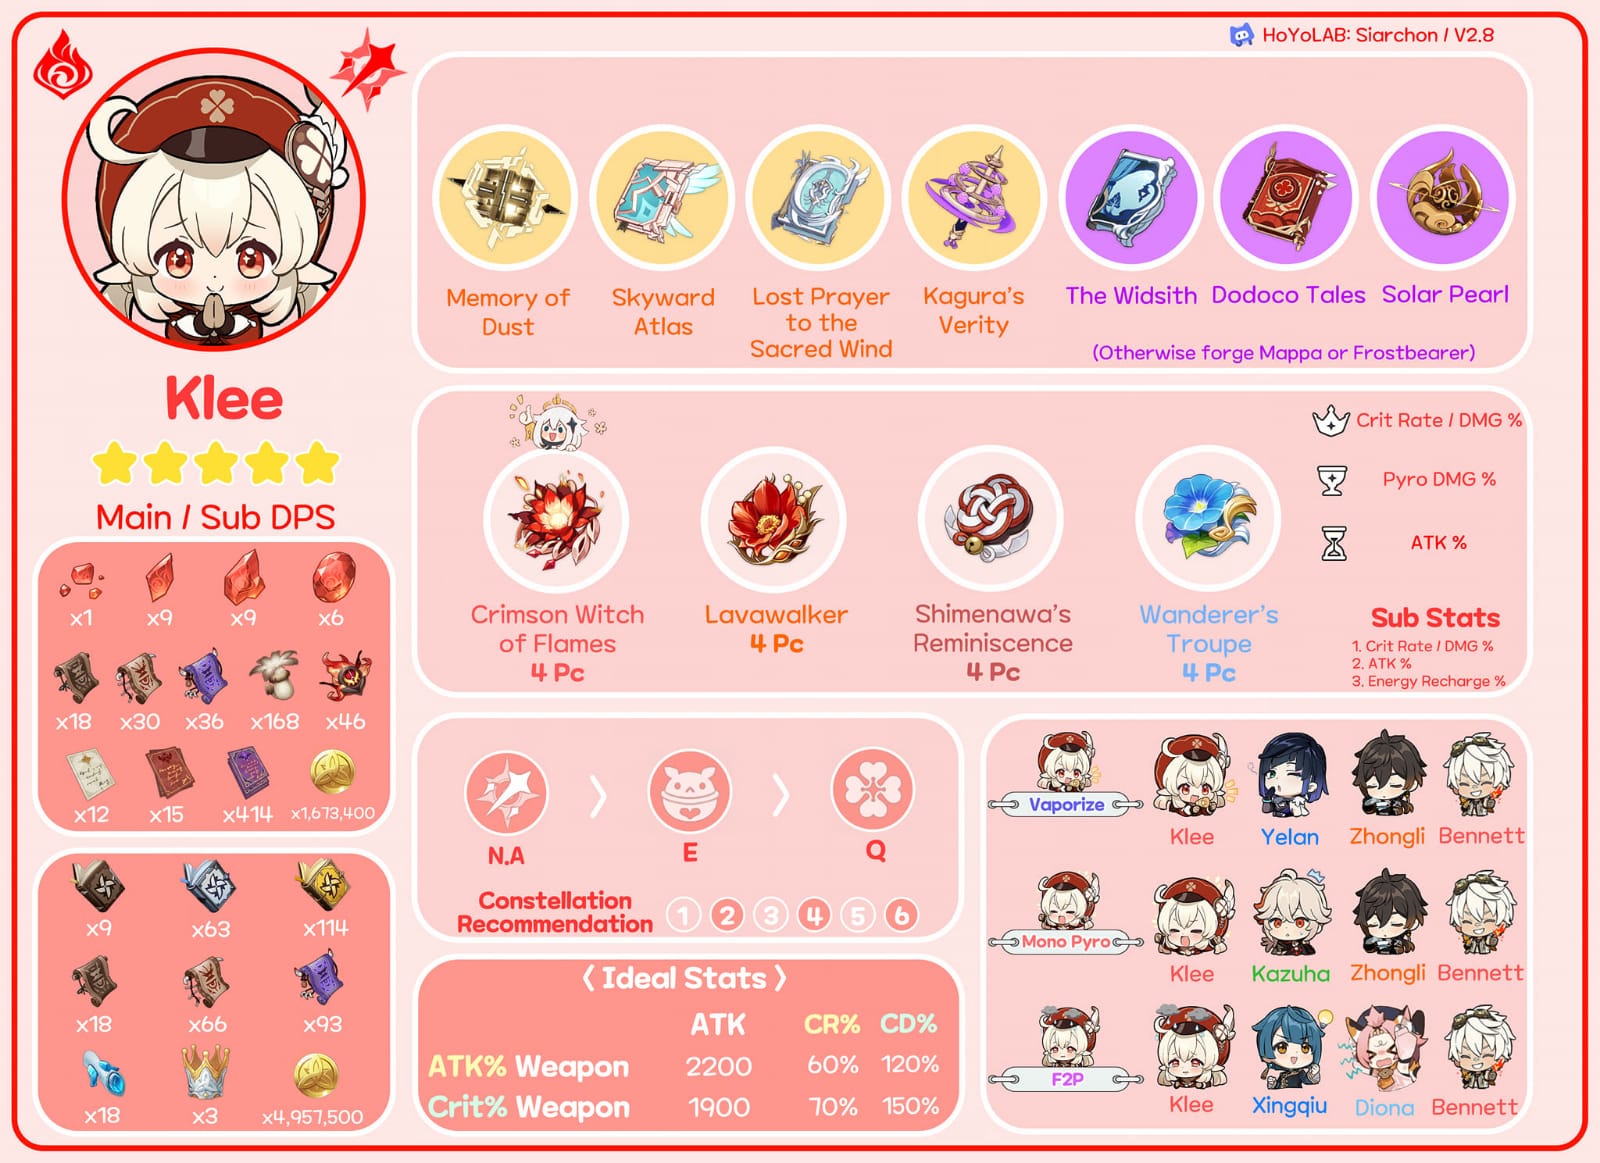 HoYoLAB: Siarchon / V2.8
Klee
Main / Sub DPS
x1 x9 x9 x6
x18 x30 x36 x168 x46
x12 x15 x414 x1,673,400
x9 x63 x114
x18 x66 x93
x18 x3 x4,957,500
Memory of
Dust
Skyward
Atlas
Lost Prayer
to the
Sacred Wind
Kagura's
Verity
The Widsith
Dodoco Tales
Solar Pearl
(Otherwise forge Mappa or Frostbearer)
Crimson Witch
of Flames
4 Pc
Lavawalker
4 Pc
Shimenawa's
Reminiscence
4 Pc
Wanderer's
Troupe
4 Pc
Crit Rate / DMG %
Pyro DMG %
ATK %
Sub Stats
1. Crit Rate / DMG %
2. ATK %
3. Energy Recharge %
N.A
E
Q
Constellation
Recommendation
1 2 3 4 5 6
〈 Ideal Stats 〉
ATK CR% CD%
ATK% Weapon 2200 60% 120%
Crit% Weapon 1900 70% 150%
Vaporize
Klee Yelan Zhongli Bennett
Mono Pyro
Klee Kazuha Zhongli Bennett
F2P
Klee Xingqiu Diona Bennett